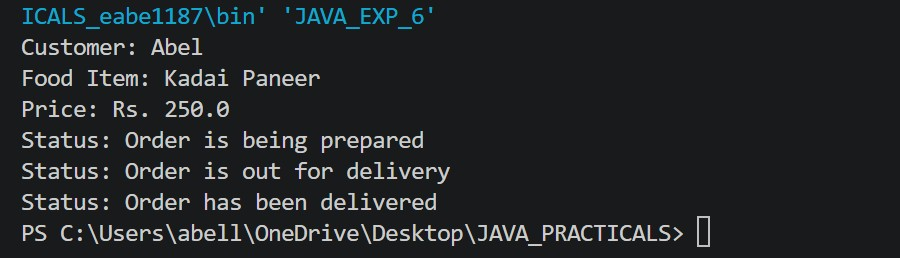 ICALS_eabe1187\bin' 'JAVA_EXP_6'
Customer: Abel
Food Item: Kadai Paneer
Price: Rs. 250.0
Status: Order is being prepared
Status: Order is out for delivery
Status: Order has been delivered
PS C:\Users\abell\OneDrive\Desktop\JAVA_PRACTICALS>